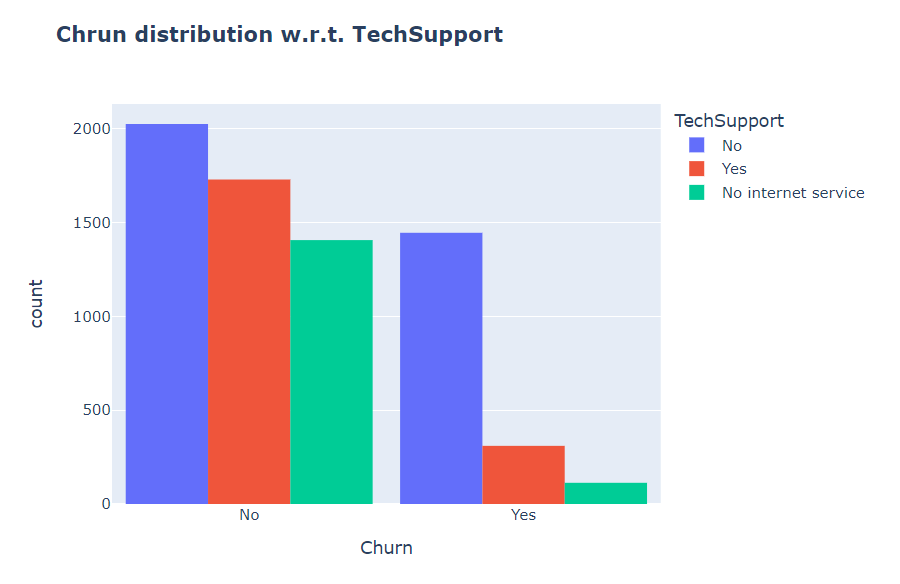 Chrun distribution w.r.t. TechSupport
TechSupport
No
Yes
No internet service
2000
1500
1000
500
0
count
No
Yes
Churn